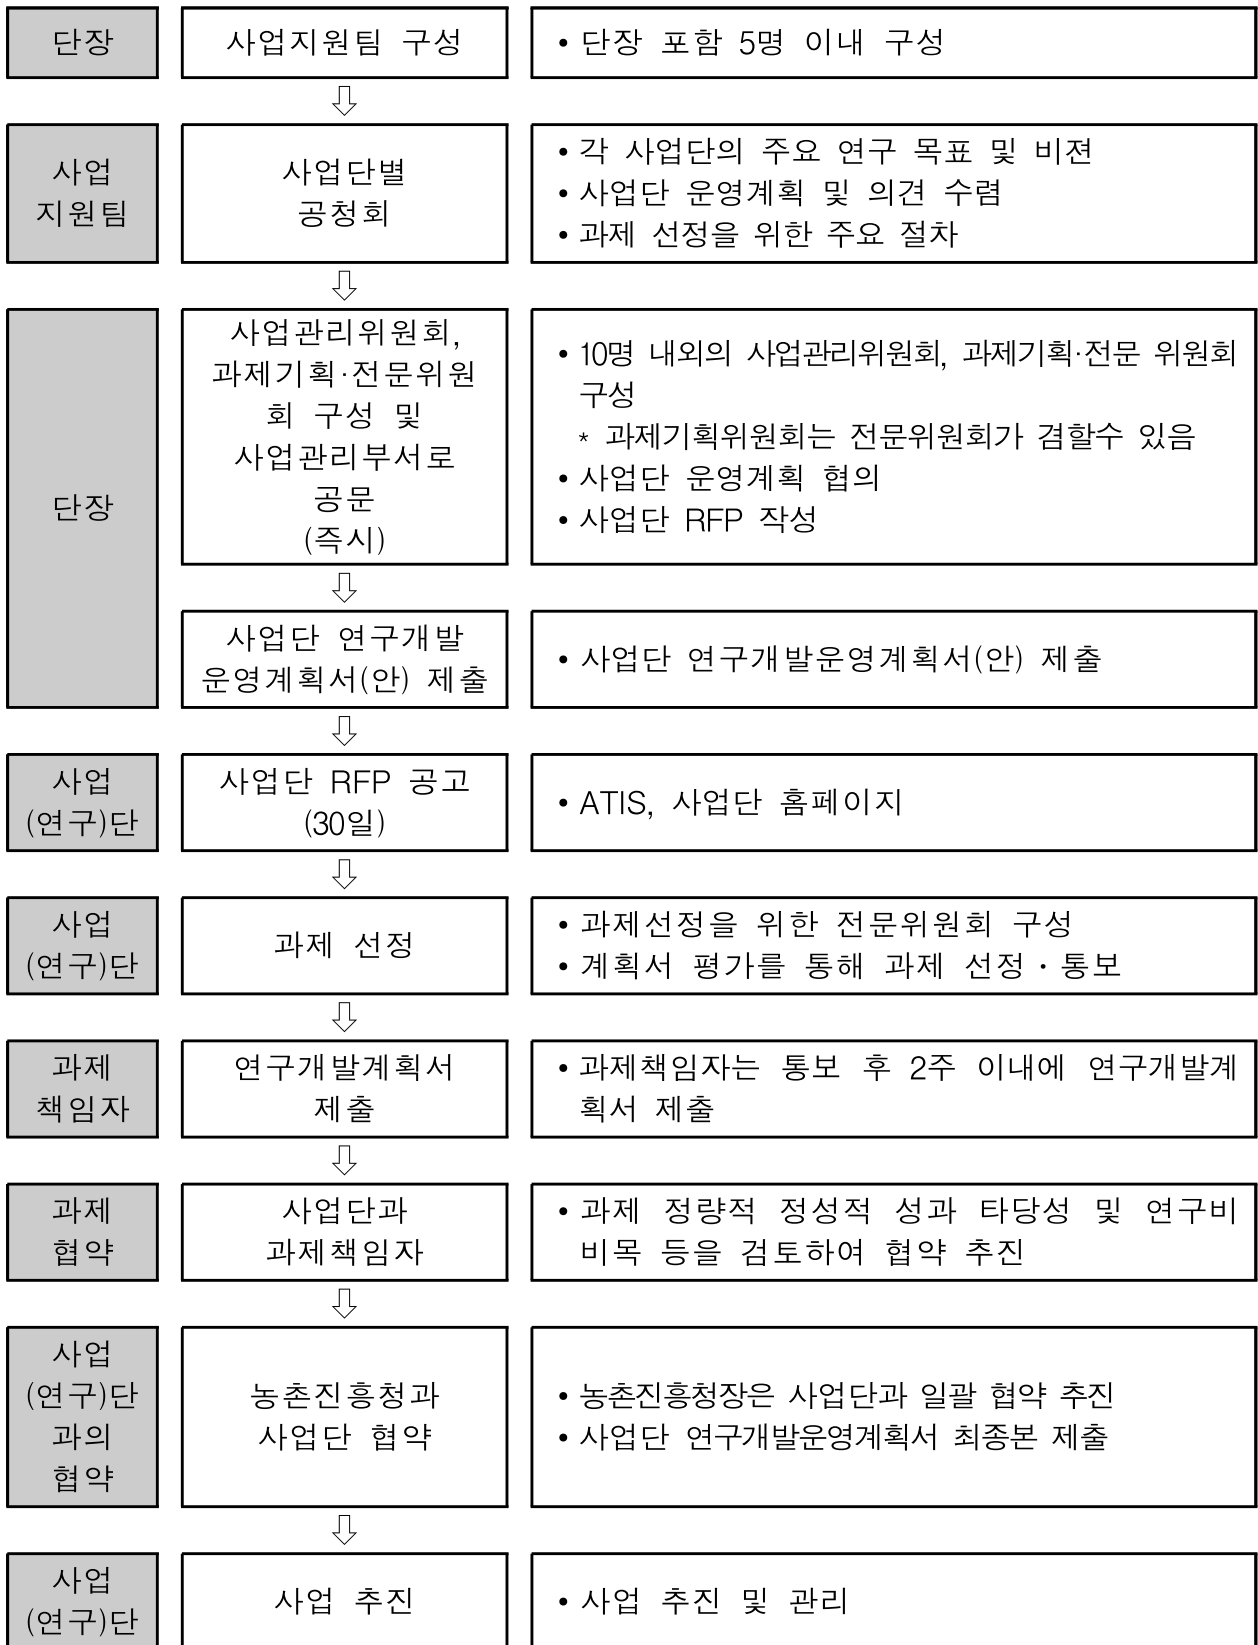 단장
사업지원팀 구성
• 단장 포함 5명 이내 구성
⇩
사업
지원팀
사업단별
공청회
• 각 사업단의 주요 연구 목표 및 비젼
• 사업단 운영계획 및 의견 수렴
• 과제 선정을 위한 주요 절차
⇩
단장
사업관리위원회,
과제기획·전문위원
회 구성 및
사업관리부서로
공문
(즉시)
• 10명 내외의 사업관리위원회, 과제기획·전문 위원회
구성
* 과제기획위원회는 전문위원회가 겸할수 있음
• 사업단 운영계획 협의
• 사업단 RFP 작성
⇩
사업단 연구개발
운영계획서(안) 제출
• 사업단 연구개발운영계획서(안) 제출
⇩
사업
(연구)단
사업단 RFP 공고
(30일)
• ATIS, 사업단 홈페이지
⇩
사업
(연구)단
과제 선정
• 과제선정을 위한 전문위원회 구성
• 계획서 평가를 통해 과제 선정·통보
⇩
과제
책임자
연구개발계획서
제출
• 과제책임자는 통보 후 2주 이내에 연구개발계
획서 제출
⇩
과제
협약
사업단과
과제책임자
• 과제 정량적 정성적 성과 타당성 및 연구비
비목 등을 검토하여 협약 추진
⇩
사업
(연구)단
과의
협약
농촌진흥청과
사업단 협약
• 농촌진흥청장은 사업단과 일괄 협약 추진
• 사업단 연구개발운영계획서 최종본 제출
⇩
사업
(연구)단
사업 추진
• 사업 추진 및 관리